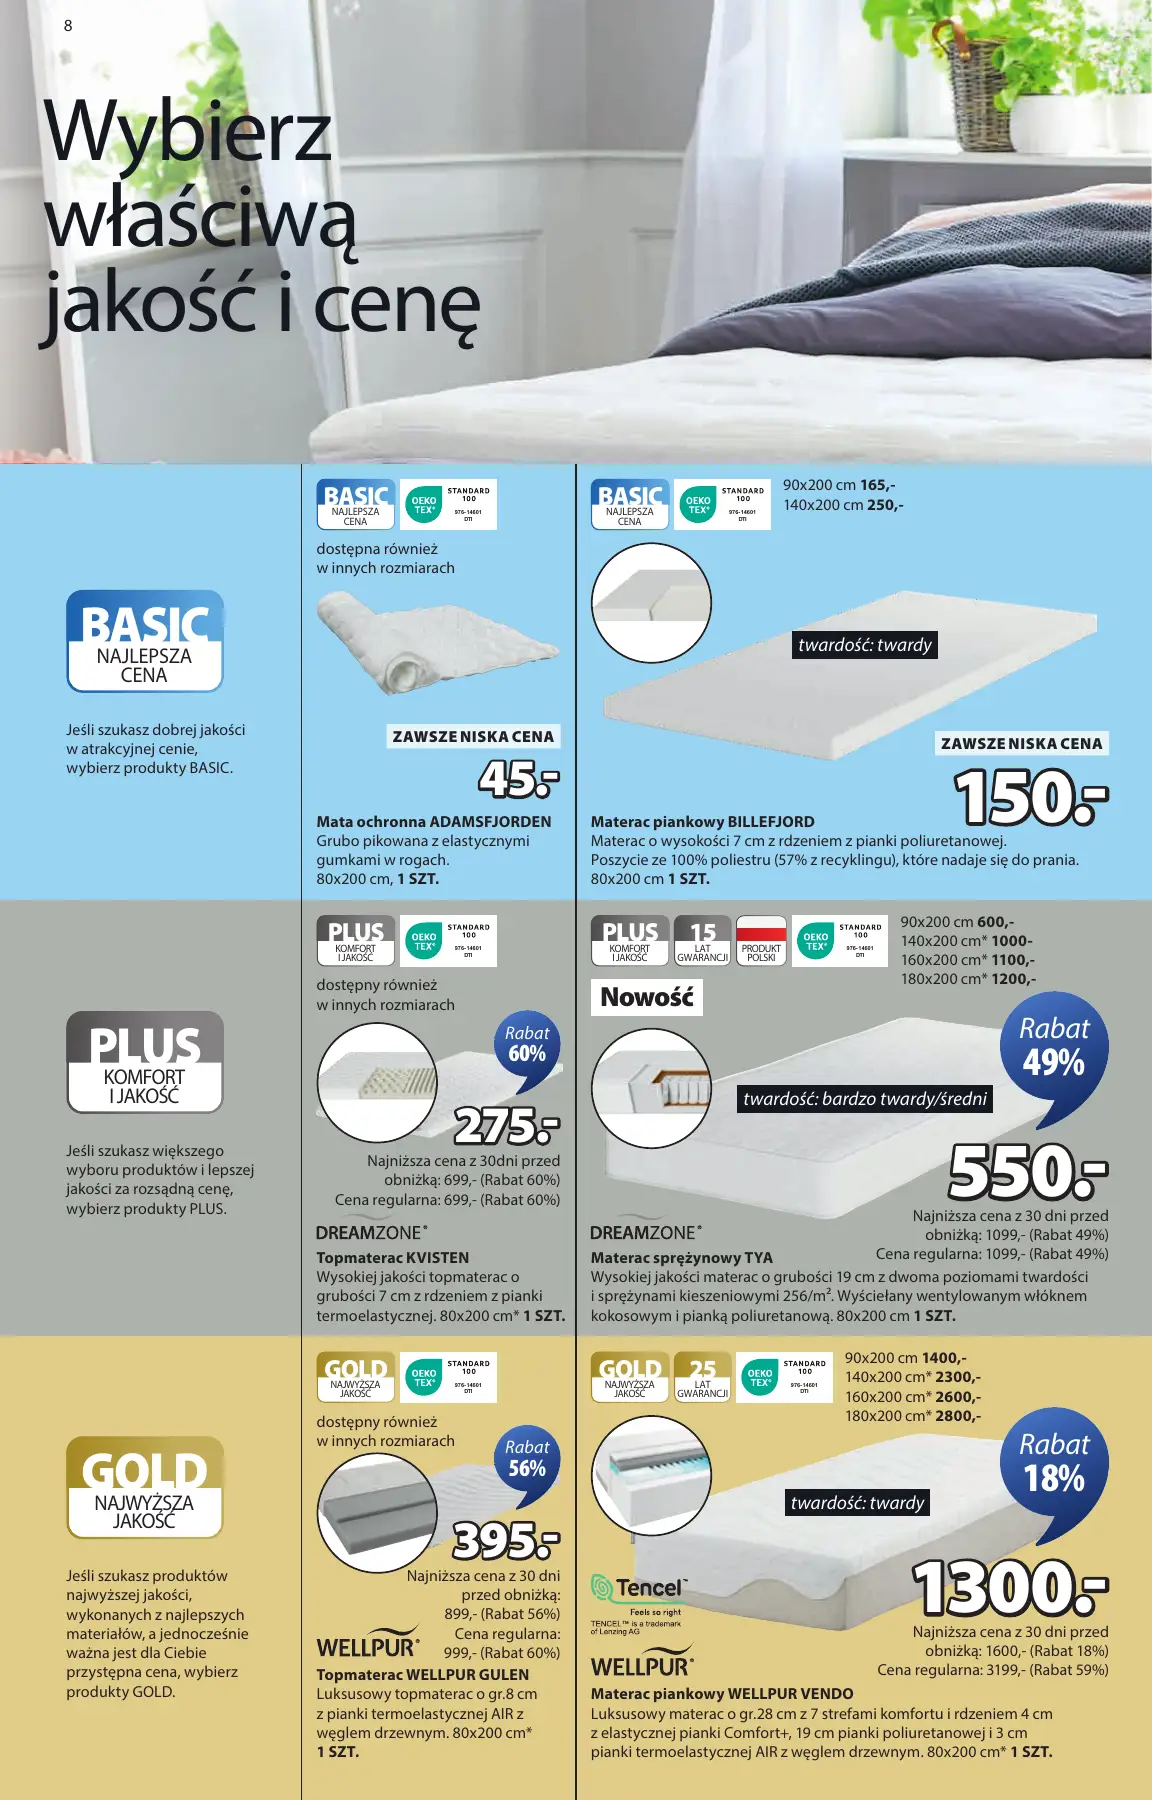 8
Wybierz
właściwą
jakość i cenę
BASIC
NAJLEPSZA
CENA
Jeśli szukasz dobrej jakości
w atrakcyjnej cenie,
wybierz produkty BASIC.
BASIC
NAJLEPSZA
CENA
OEKO
TEX®
STANDARD
100
976-14601
DTI
dostępna również
w innych rozmiarach
ZAWSZE NISKA CENA
45.-
Mata ochronna ADAMSFJORDEN
Grubo pikowana z elastycznymi
gumkami w rogach.
80x200 cm, 1 SZT.
BASIC
NAJLEPSZA
CENA
OEKO
TEX®
STANDARD
100
976-14601
DTI
90x200 cm 165,-
140x200 cm 250,-
twardość: twardy
ZAWSZE NISKA CENA
150.-
Materac piankowy BILLEFJORD
Materac o wysokości 7 cm z rdzeniem z pianki poliuretanowej.
Poszycie ze 100% poliestru (57% z recyklingu), które nadaje się do prania.
80x200 cm 1 SZT.
PLUS
KOMFORT
I JAKOŚĆ
Jeśli szukasz większego
wyboru produktów i lepszej
jakości za rozsądną cenę,
wybierz produkty PLUS.
PLUS
KOMFORT
I JAKOŚĆ
OEKO
TEX®
STANDARD
100
976-14601
DTI
dostępny również
w innych rozmiarach
Rabat
60%
275.-
Najniższa cena z 30dni przed
obniżką: 699,- (Rabat 60%)
Cena regularna: 699,- (Rabat 60%)
DREAMZONE®
Topmaterac KVISTEN
Wysokiej jakości topmaterac o
grubości 7 cm z rdzeniem z pianki
termoelastycznej. 80x200 cm* 1 SZT.
PLUS
KOMFORT
I JAKOŚĆ
15
LAT
GWARANCJI
PRODUKT
POLSKI
OEKO
TEX®
STANDARD
100
976-14601
DTI
90x200 cm 600,-
140x200 cm* 1000-
160x200 cm* 1100,-
180x200 cm* 1200,-
Nowość
Rabat
49%
twardość: bardzo twardy/średni
550.-
Najniższa cena z 30 dni przed
obniżką: 1099,- (Rabat 49%)
Cena regularna: 1099,- (Rabat 49%)
DREAMZONE®
Materac sprężynowy TYA
Wysokiej jakości materac o grubości 19 cm z dwoma poziomami twardości
i sprężynami kieszeniowymi 256/m². Wyściełany wentylowanym włóknem
kokosowym i pianką poliuretanową. 80x200 cm 1 SZT.
GOLD
NAJWYŻSZA
JAKOŚĆ
Jeśli szukasz produktów
najwyższej jakości,
wykonanych z najlepszych
materiałów, a jednocześnie
ważna jest dla Ciebie
przystępna cena, wybierz
produkty GOLD.
GOLD
NAJWYŻSZA
JAKOŚĆ
OEKO
TEX®
STANDARD
100
976-14601
DTI
dostępny również
w innych rozmiarach
Rabat
56%
395.-
Najniższa cena z 30 dni
przed obniżką:
899,- (Rabat 56%)
Cena regularna:
999,- (Rabat 60%)
WELLPUR®
Topmaterac WELLPUR GULEN
Luksusowy topmaterac o gr.8 cm
z pianki termoelastycznej AIR z
węglem drzewnym. 80x200 cm*
1 SZT.
GOLD
NAJWYŻSZA
JAKOŚĆ
25
LAT
GWARANCJI
OEKO
TEX®
STANDARD
100
976-14601
DTI
90x200 cm 1400,-
140x200 cm* 2300,-
160x200 cm* 2600,-
180x200 cm* 2800,-
Rabat
18%
twardość: twardy
1300.-
Tencel™
Feels so right
TENCEL™ is a trademark
of Lenzing AG
Najniższa cena z 30 dni przed
obniżką: 1600,- (Rabat 18%)
Cena regularna: 3199,- (Rabat 59%)
WELLPUR®
Materac piankowy WELLPUR VENDO
Luksusowy materac o gr.28 cm z 7 strefami komfortu i rdzeniem 4 cm
z elastycznej pianki Comfort+, 19 cm pianki poliuretanowej i 3 cm
pianki termoelastycznej AIR z węglem drzewnym. 80x200 cm* 1 SZT.